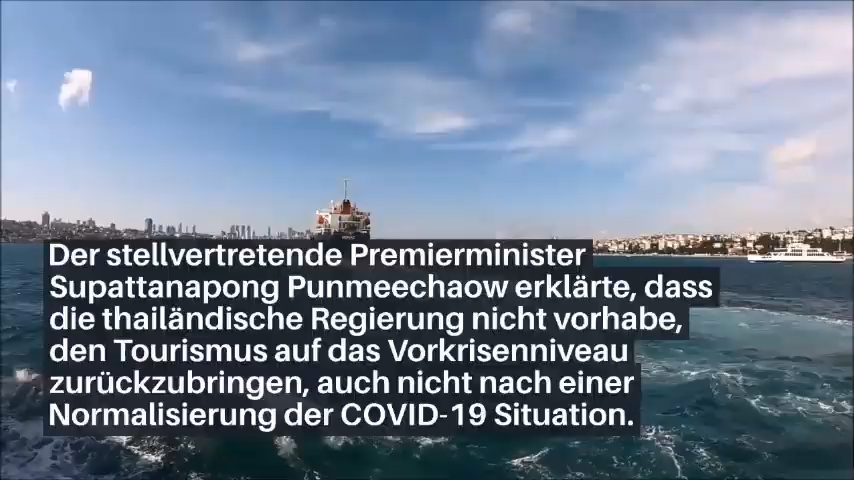 Der stellvertretende Premierminister
Supattanapong Punmeechaow erklärte, dass
die thailändische Regierung nicht vorhabe,
den Tourismus auf das Vorkrisenniveau
zurückzubringen, auch nicht nach einer
Normalisierung der COVID-19 Situation.